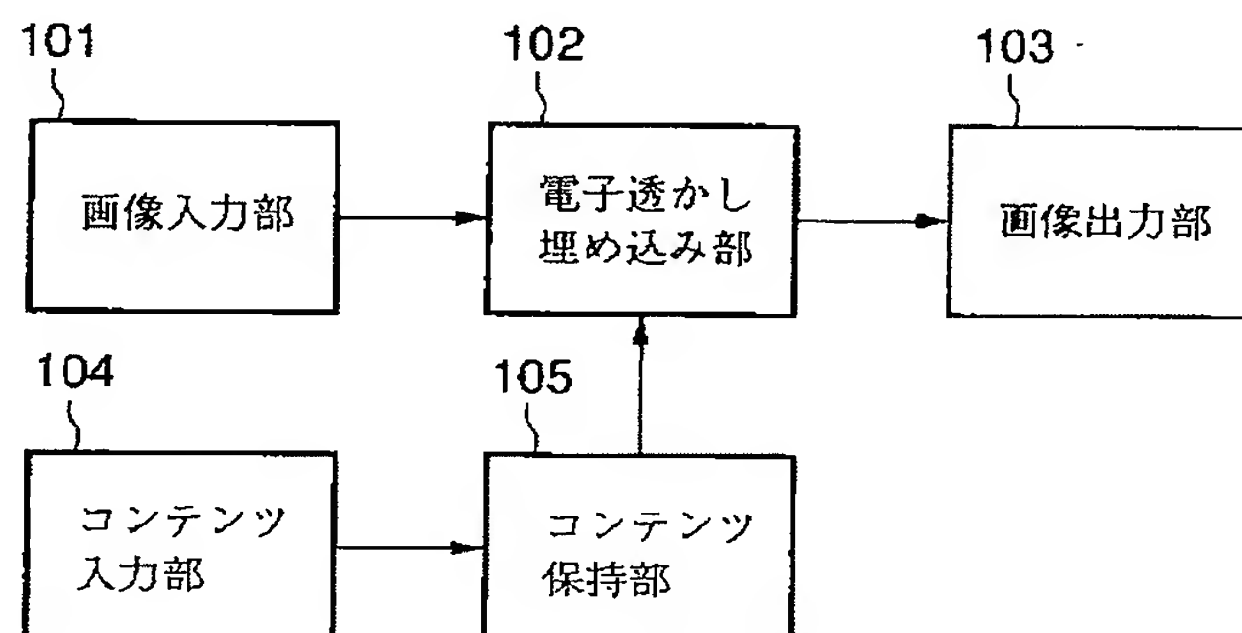 101
102
103
画像入力部
電子透かし
埋め込み部
画像出力部
104
105
コンテンツ
入力部
コンテンツ
保持部